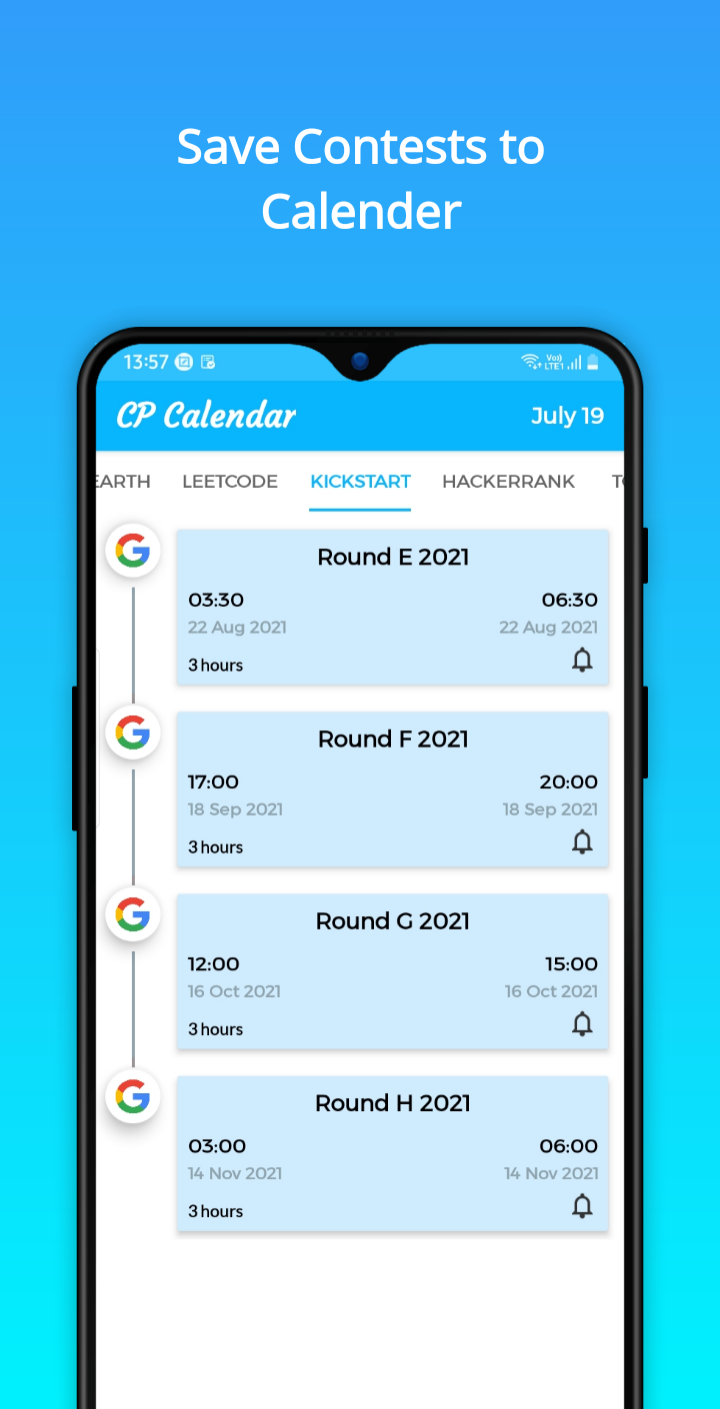 Save Contests to
Calender
13:57
Vo))
LTE1
CP Calendar July 19
EARTH LEETCODE KICKSTART HACKERRANK
Round E 2021
03:30 06:30
22 Aug 2021 22 Aug 2021
3 hours
Round F 2021
17:00 20:00
18 Sep 2021 18 Sep 2021
3 hours
Round G 2021
12:00 15:00
16 Oct 2021 16 Oct 2021
3 hours
Round H 2021
03:00 06:00
14 Nov 2021 14 Nov 2021
3 hours